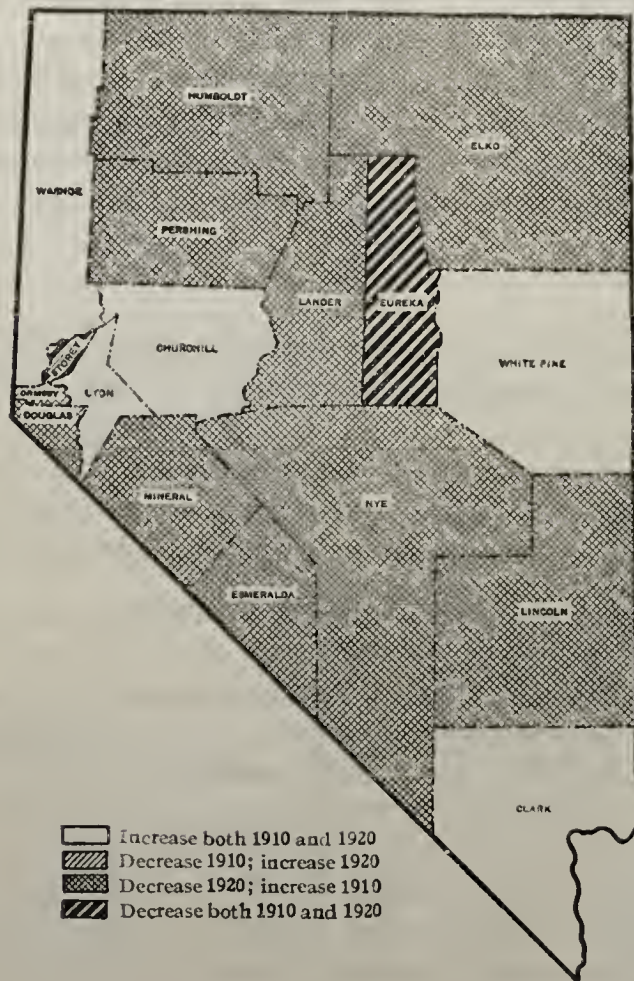 HUMBOLDT
ELKO
WASHOE
PERSHING
LANDER
EUREKA
CHURCHILL
WHITE PINE
STOREY
LYON
ORMSBY
DOUGLAS
MINERAL
NYE
ESMERALDA
LINCOLN
CLARK
Increase both 1910 and 1920
Decrease 1910; increase 1920
Decrease 1920; increase 1910
Decrease both 1910 and 1920